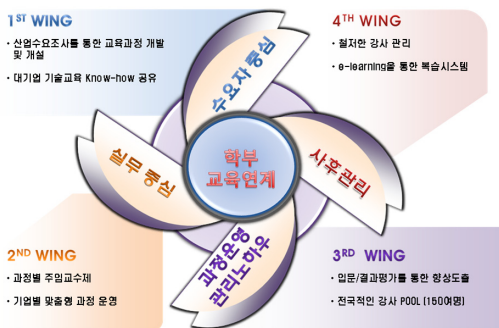 1ST WING
· 산업수요조사를 통한 교육과정 개발
및 개설
· 대기업 기술교육 Know-how 공유
4TH WING
· 철저한 강사 관리
· e-learning을 통한 복습시스템
수요자 중심
사후관리
학부
교육연계
실무 중심
과정운영
관리노하우
2ND WING
· 과정별 주임교수제
· 기업별 맞춤형 과정 운영
3RD WING
· 입문/결과평가를 통한 향상도출
· 전국적인 강사 POOL (150여명)